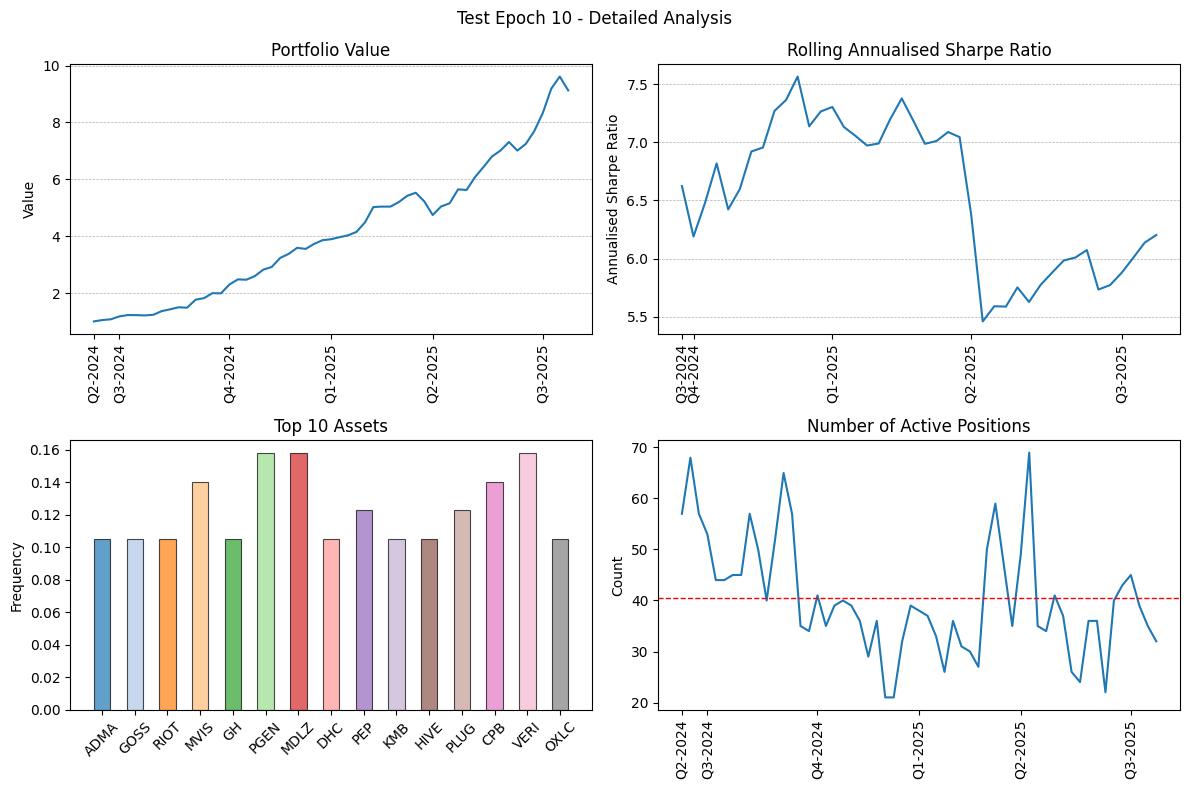 Test Epoch 10 - Detailed Analysis
Portfolio Value
Value
10
8
6
4
2
Q2-2024
Q3-2024
Q4-2024
Q1-2025
Q2-2025
Q3-2025
Rolling Annualised Sharpe Ratio
Annualised Sharpe Ratio
7.5
7.0
6.5
6.0
5.5
Q3-2024
Q4-2024
Q1-2025
Q2-2025
Q3-2025
Top 10 Assets
Frequency
0.16
0.14
0.12
0.10
0.08
0.06
0.04
0.02
0.00
ADMA
GOSS
RIOT
MVIS
GH
PGEN
MDLZ
DHC
PEP
KMB
HIVE
PLUG
CPB
VERI
OXLC
Number of Active Positions
Count
70
60
50
40
30
20
Q2-2024
Q3-2024
Q4-2024
Q1-2025
Q2-2025
Q3-2025